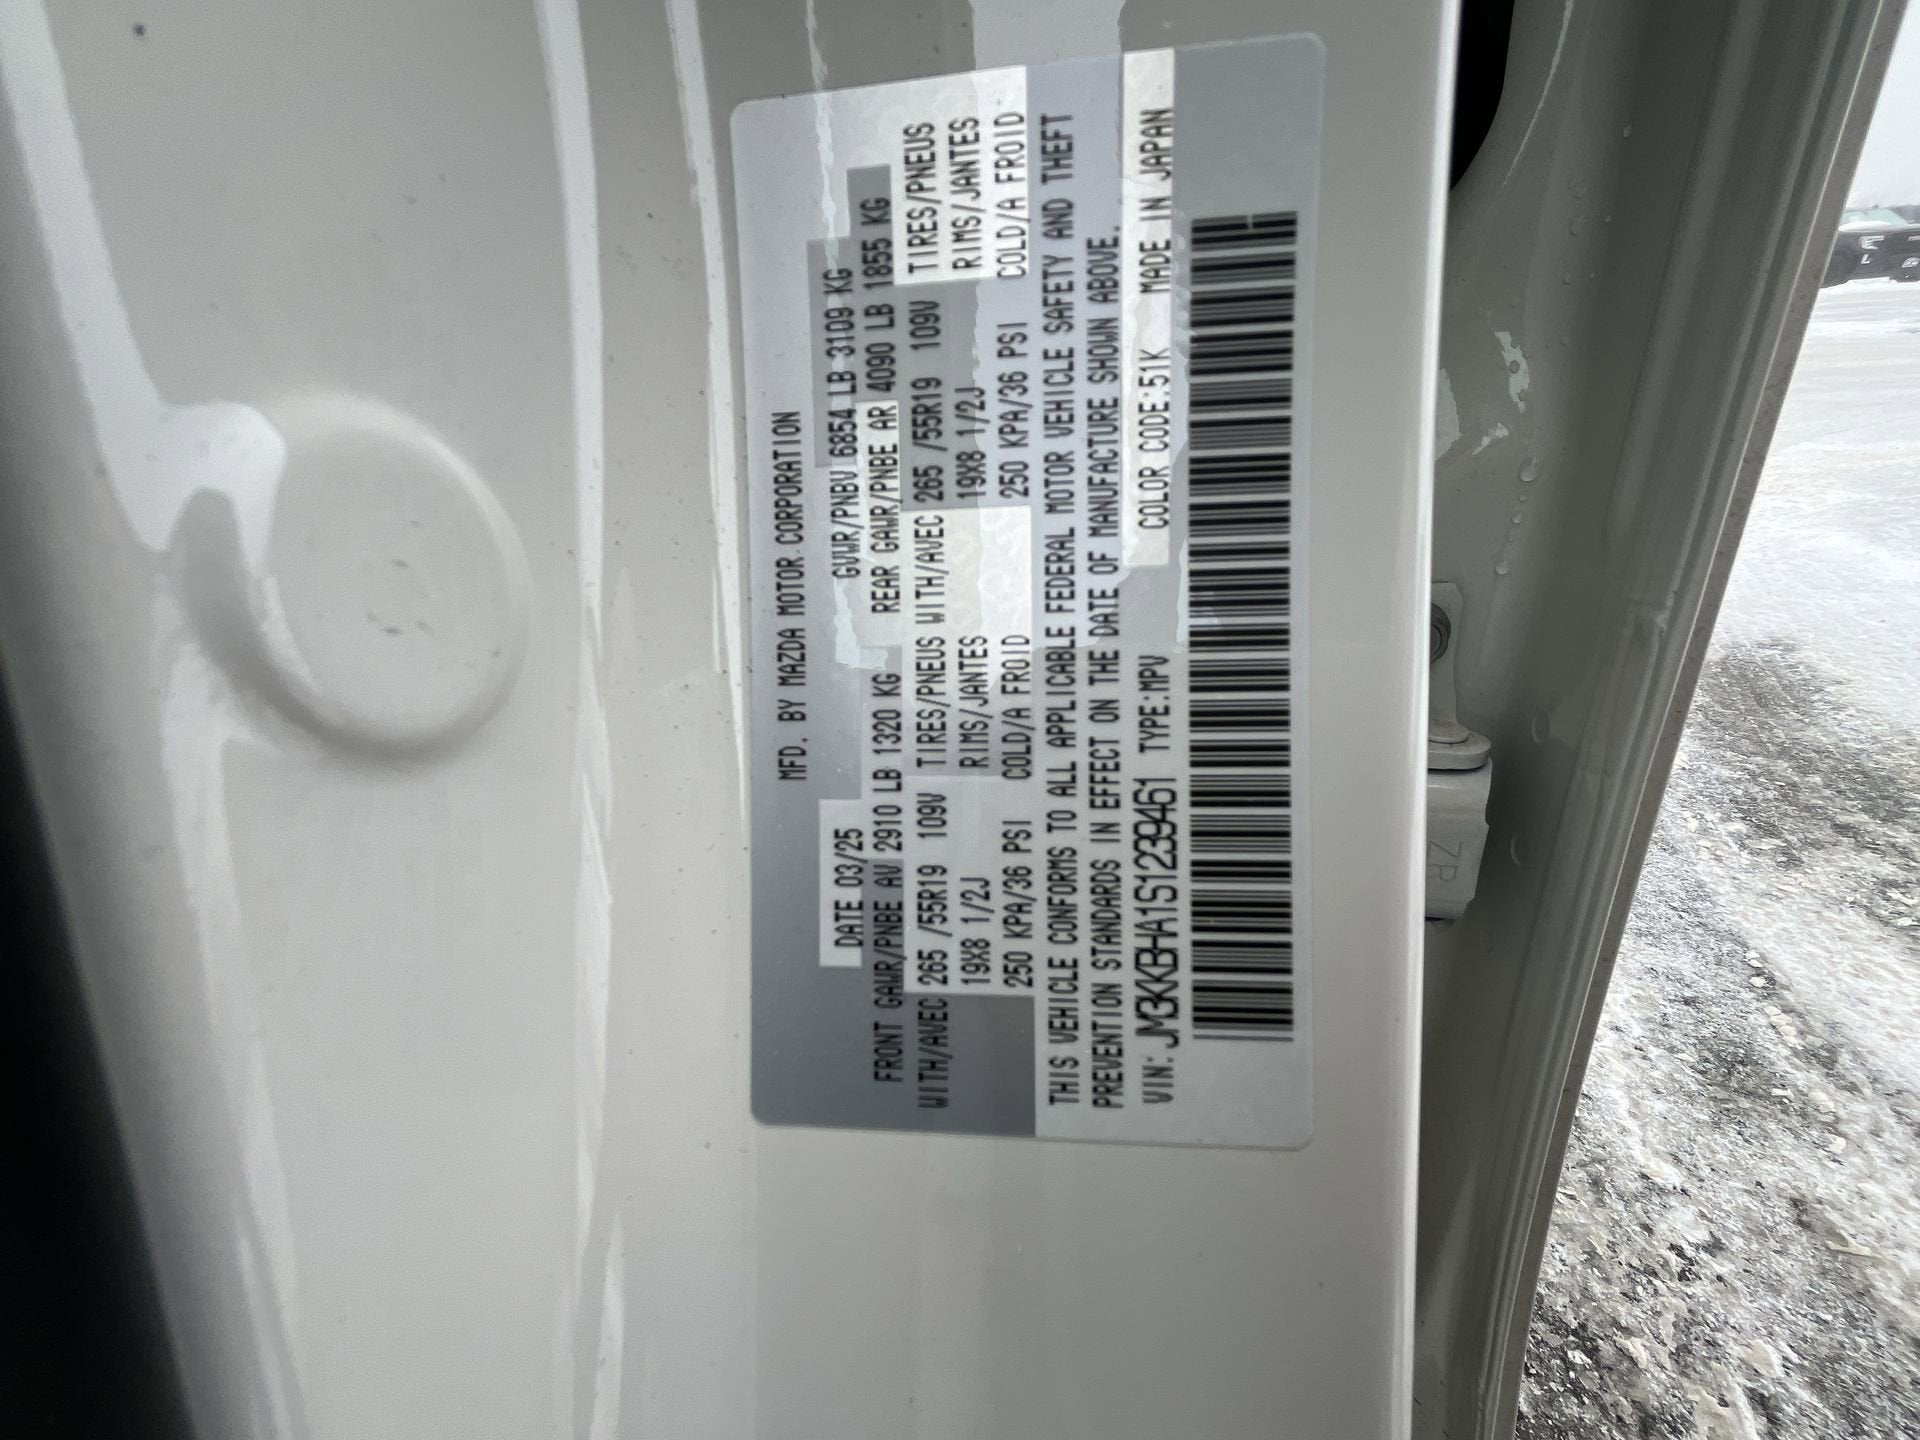 MFD. BY MAZDA MOTOR CORPORATION
DATE 03/25 GVWR/PNBV 6854 LB 3109 KG
FRONT GAWR/PNBE AV 2910 LB 1320 KG REAR GAWR/PNBE AR 4090 LB 1855 KG
WITH/AVEC 265 /55R19 109V TIRES/PNEUS WITH/AVEC 265 /55R19 109V TIRES/PNEUS
19X8 1/2J RIMS/JANTES 19X8 1/2J RIMS/JANTES
250 KPA/36 PSI COLD/A FROID 250 KPA/36 PSI COLD/A FROID
THIS VEHICLE CONFORMS TO ALL APPLICABLE FEDERAL MOTOR VEHICLE SAFETY AND THEFT
PREVENTION STANDARDS IN EFFECT ON THE DATE OF MANUFACTURE SHOWN ABOVE.
VIN: JM3KBHA1S1239461 TYPE:MPV COLOR CODE:51K MADE IN JAPAN
ZR